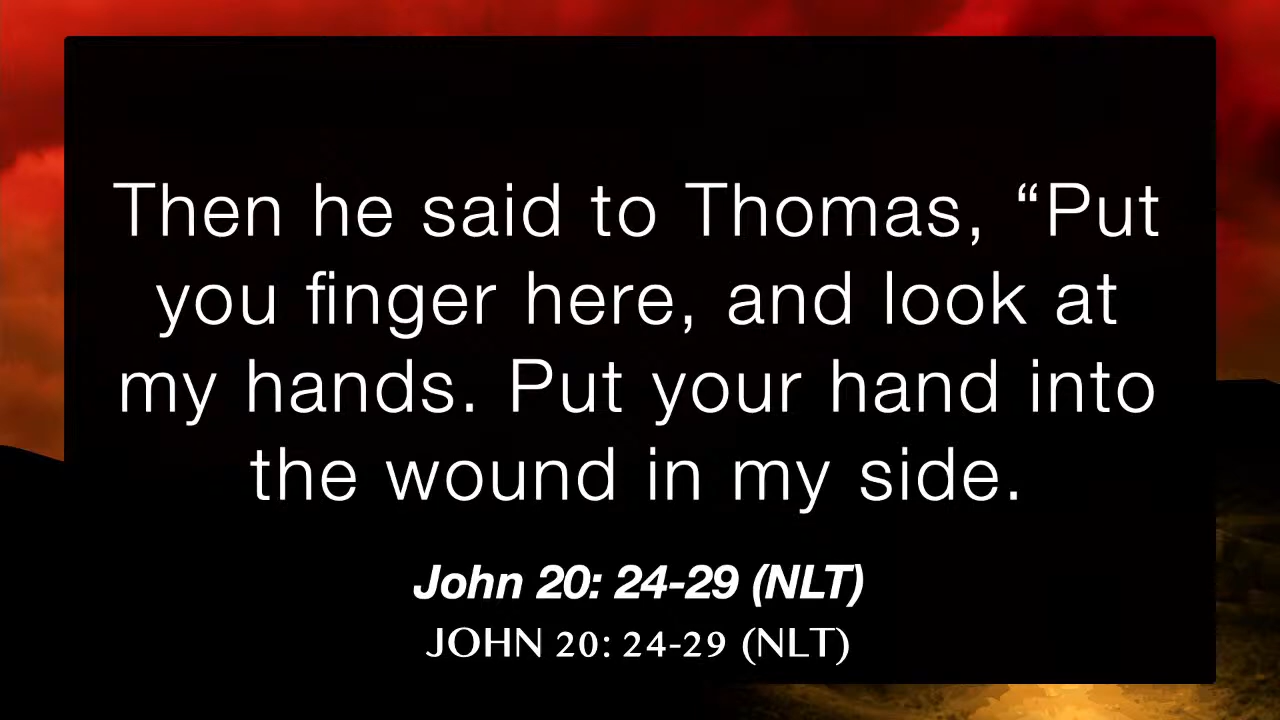 Then he said to Thomas, “Put
you finger here, and look at
my hands. Put your hand into
the wound in my side.
John 20: 24-29 (NLT)
JOHN 20: 24-29 (NLT)